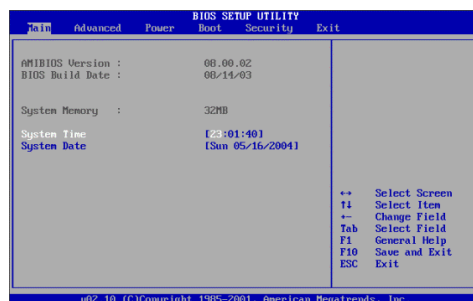 BIOS SETUP UTILITY
Main Advanced Power Boot Security Exit
AMIBIOS Version : 08.00.02
BIOS Build Date : 08/14/03
System Memory : 32MB
System Time [23:01:40]
System Date [Sun 05/16/2004]
↔ Select Screen
↑↓ Select Item
←- Change Field
Tab Select Field
F1 General Help
F10 Save and Exit
ESC Exit
v02.10 (C)Copyright 1985-2001, American Megatrends, Inc.